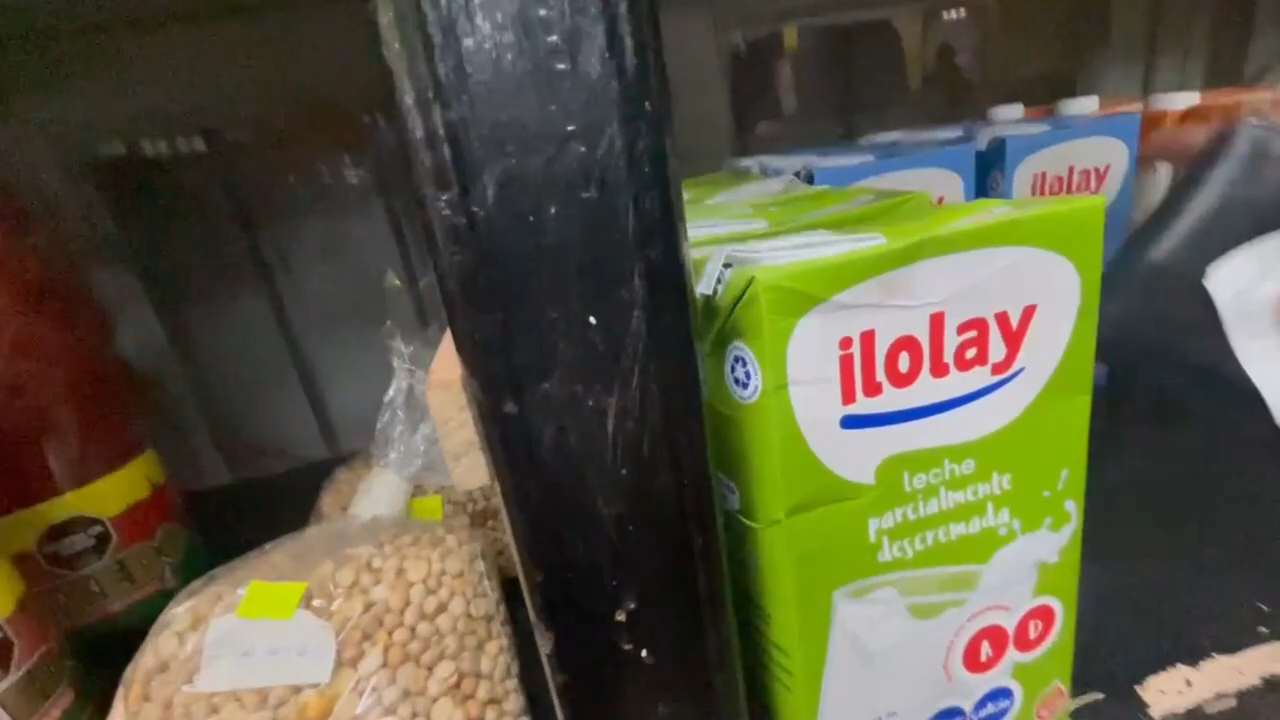 ilolay
ilolay
leche
parcialmente
descremada
A D